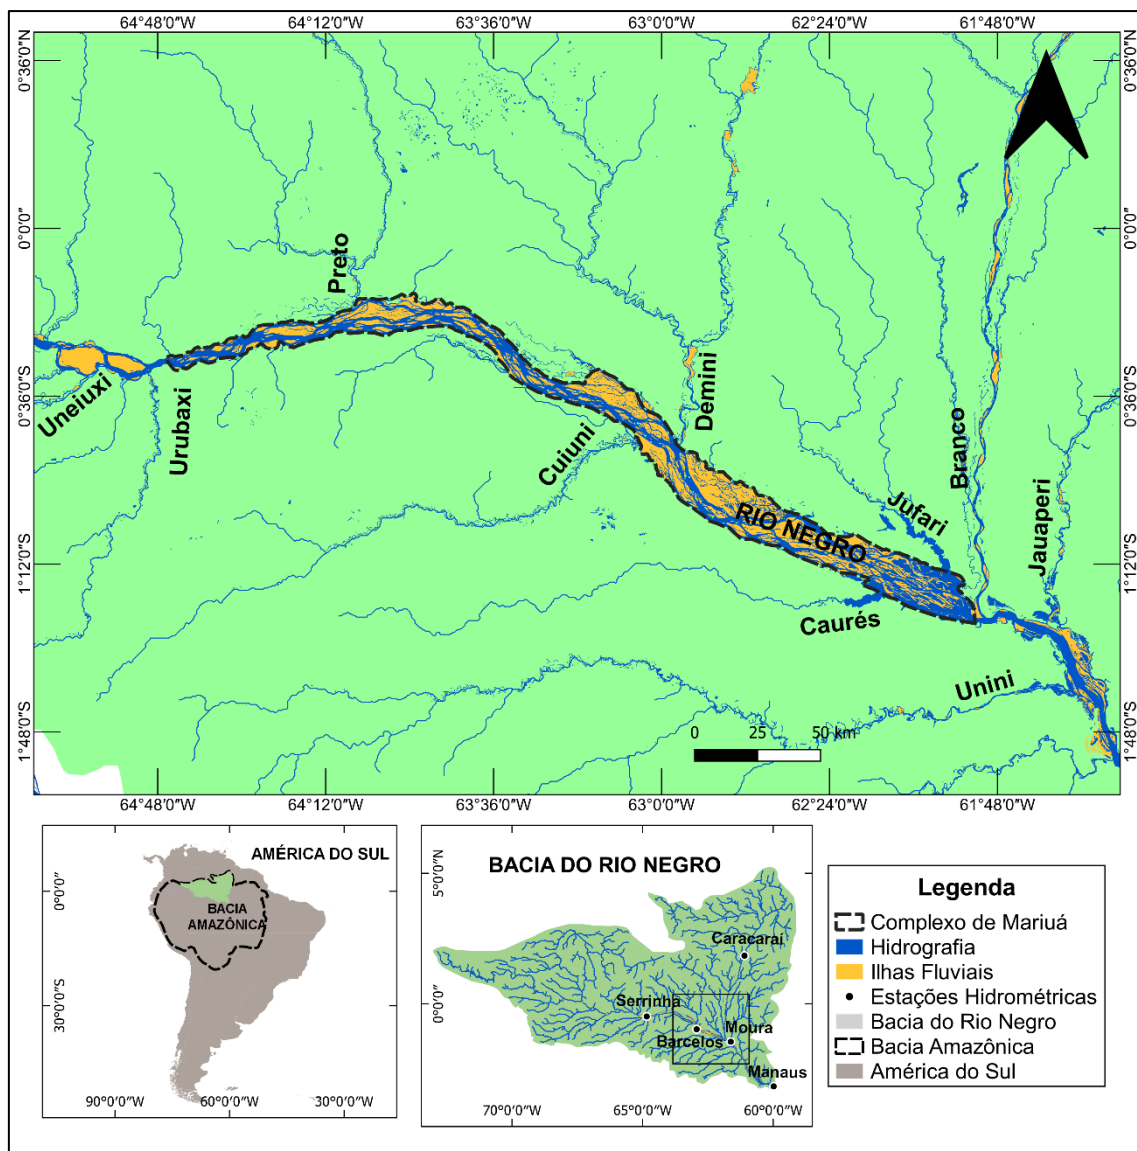 64°48'0"W 64°12'0"W 63°36'0"W 63°0'0"W 62°24'0"W 61°48'0"W
0°36'0"N
0°36'0"N
0°0'0"
0°0'0"
0°36'0"S
0°36'0"S
1°12'0"S
1°12'0"S
1°48'0"S
1°48'0"S
Preto
Uneiuxi
Urubaxi
Cuiuni
Demini
Branco
Jufari
Jauaperi
RIO NEGRO
Caurés
Unini
0 25 50 km
64°48'0"W 64°12'0"W 63°36'0"W 63°0'0"W 62°24'0"W 61°48'0"W
AMÉRICA DO SUL
BACIA
AMAZÔNICA
0°0'0"
30°0'0"S
90°0'0"W 60°0'0"W 30°0'0"W
BACIA DO RIO NEGRO
5°0'0"N
0°0'0"
Caracaraí
Serrinha
Moura
Barcelos
Manaus
70°0'0"W 65°0'0"W 60°0'0"W
Legenda
Complexo de Mariuá
Hidrografia
Ilhas Fluviais
Estações Hidrométricas
Bacia do Rio Negro
Bacia Amazônica
América do Sul